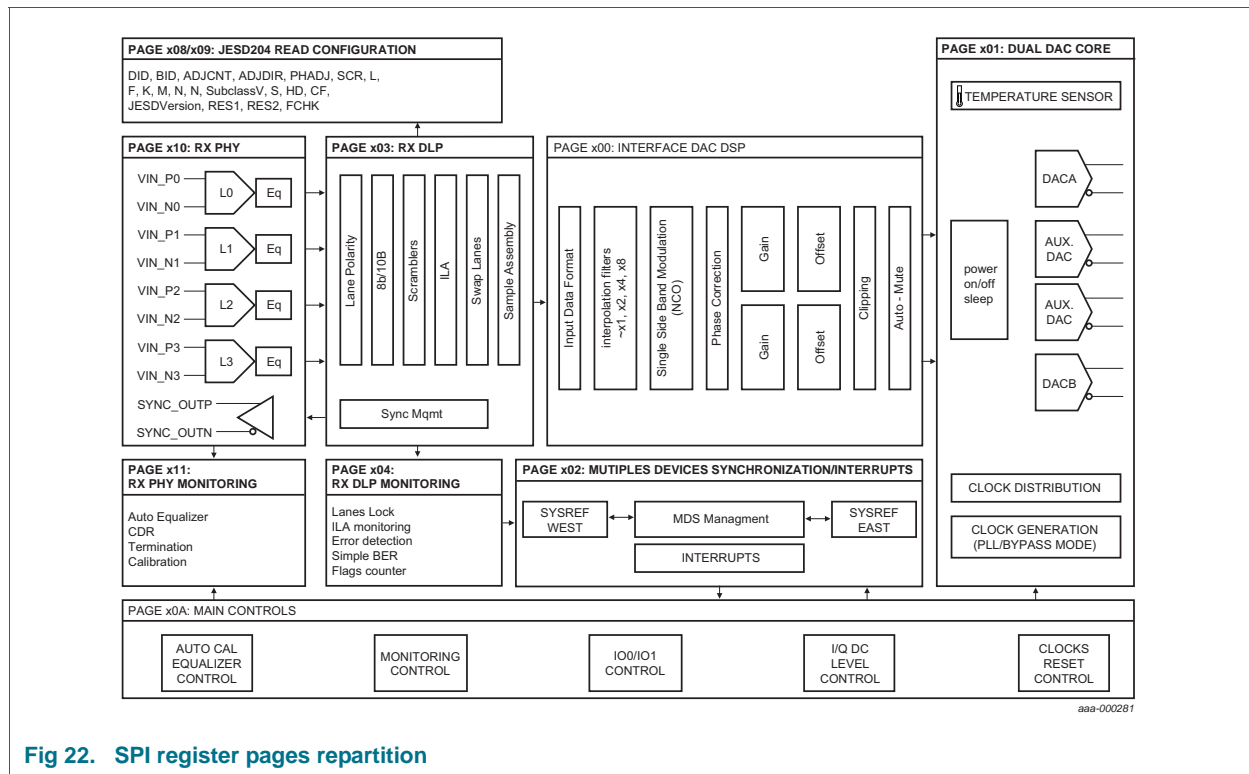 PAGE x08/x09: JESD204 READ CONFIGURATION
DID, BID, ADJCNT, ADJDIR, PHADJ, SCR, L,
F, K, M, N, N, SubclassV, S, HD, CF,
JESDVersion, RES1, RES2, FCHK
PAGE x10: RX PHY
VIN_P0
VIN_N0
L0
Eq
VIN_P1
VIN_N1
L1
Eq
VIN_P2
VIN_N2
L2
Eq
VIN_P3
VIN_N3
L3
Eq
SYNC_OUTP
SYNC_OUTN
PAGE x03: RX DLP
Lane Polarity
8b/10B
Scramblers
ILA
Swap Lanes
Sample Assembly
Sync Mqmt
PAGE x00: INTERFACE DAC DSP
Input Data Format
interpolation filters
~x1, x2, x4, x8
Single Side Band Modulation
(NCO)
Phase Correction
Gain
Gain
Offset
Offset
Clipping
Auto - Mute
PAGE x01: DUAL DAC CORE
TEMPERATURE SENSOR
power
on/off
sleep
DACA
AUX.
DAC
AUX.
DAC
DACB
CLOCK DISTRIBUTION
CLOCK GENERATION
(PLL/BYPASS MODE)
PAGE x11:
RX PHY MONITORING
Auto Equalizer
CDR
Termination
Calibration
PAGE x04:
RX DLP MONITORING
Lanes Lock
ILA monitoring
Error detection
Simple BER
Flags counter
PAGE x02: MUTIPLES DEVICES SYNCHRONIZATION/INTERRUPTS
SYSREF
WEST
MDS Managment
SYSREF
EAST
INTERRUPTS
PAGE x0A: MAIN CONTROLS
AUTO CAL
EQUALIZER
CONTROL
MONITORING
CONTROL
IO0/IO1
CONTROL
I/Q DC
LEVEL
CONTROL
CLOCKS
RESET
CONTROL
aaa-000281
Fig 22. SPI register pages repartition